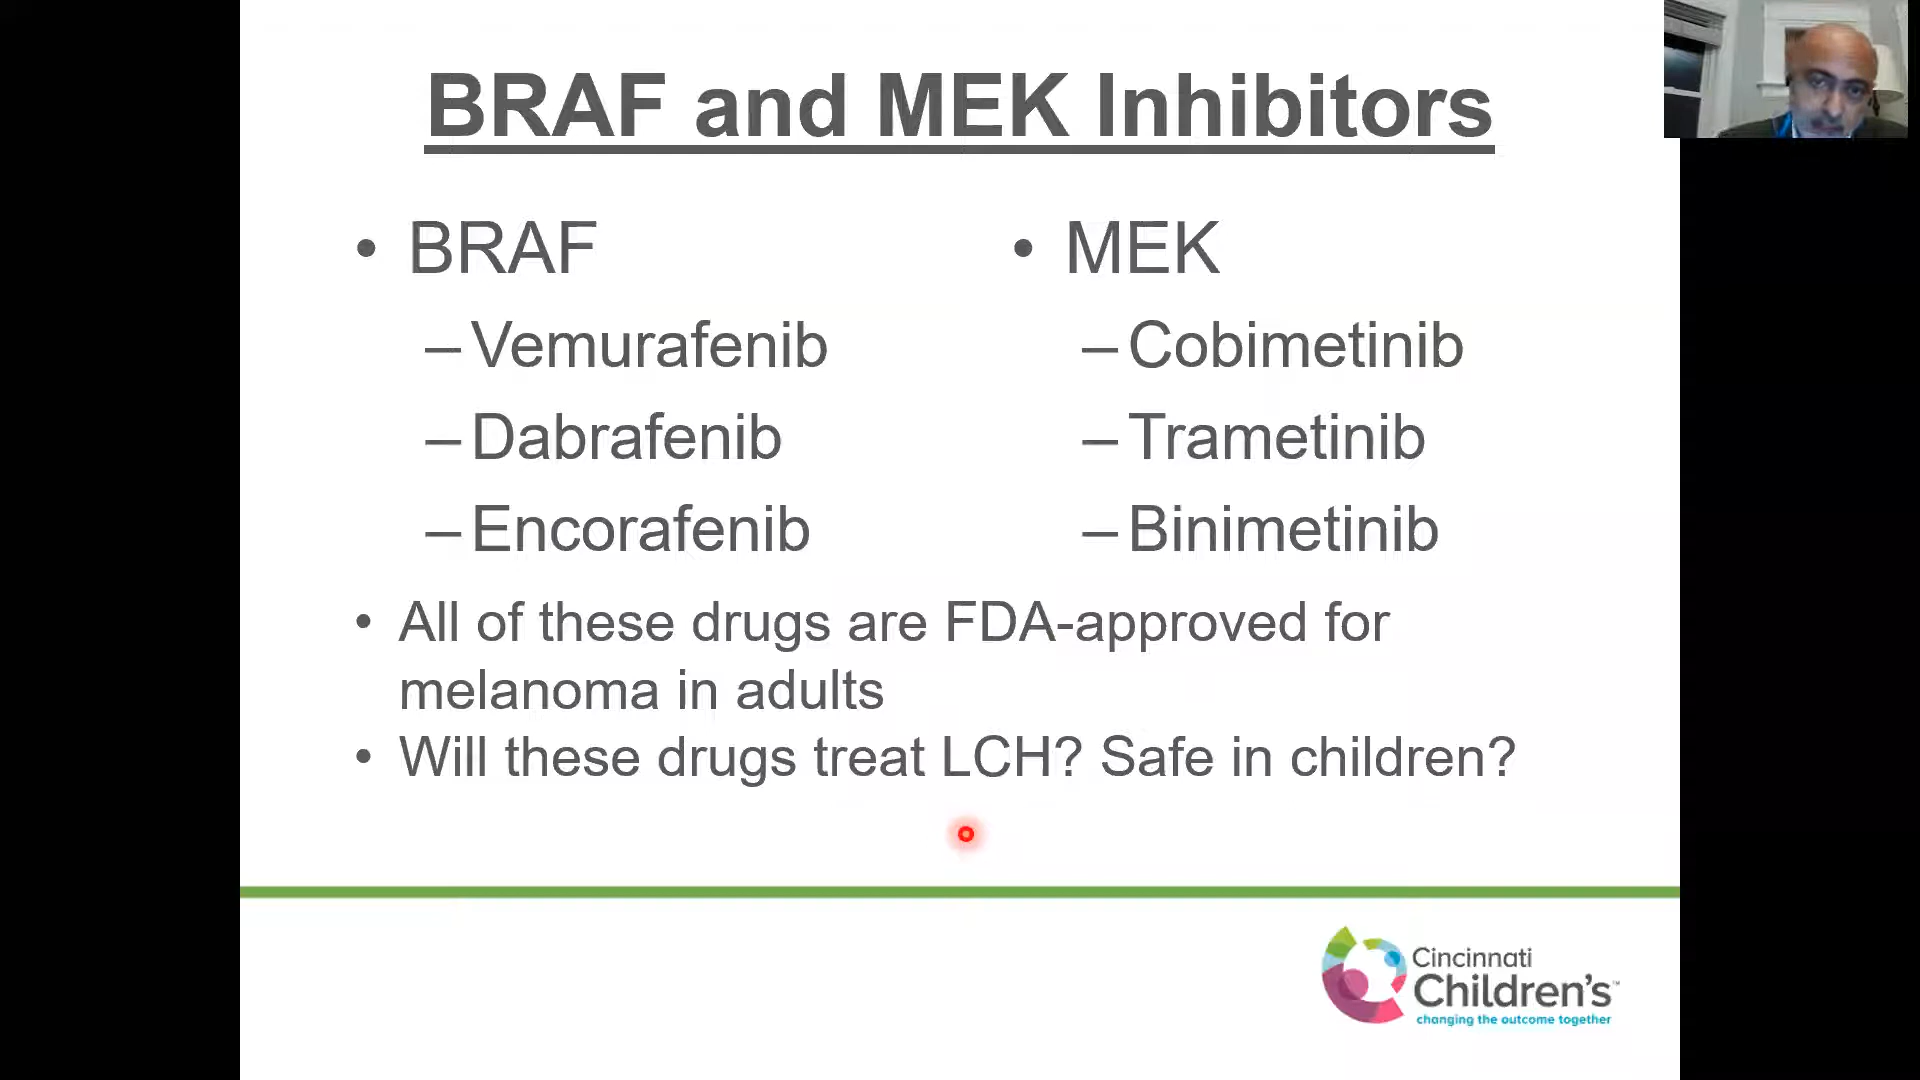 BRAF and MEK Inhibitors
• BRAF
– Vemurafenib
– Dabrafenib
– Encorafenib
• MEK
– Cobimetinib
– Trametinib
– Binimetinib
• All of these drugs are FDA-approved for
melanoma in adults
• Will these drugs treat LCH? Safe in children?
Cincinnati
Children's™
changing the outcome together